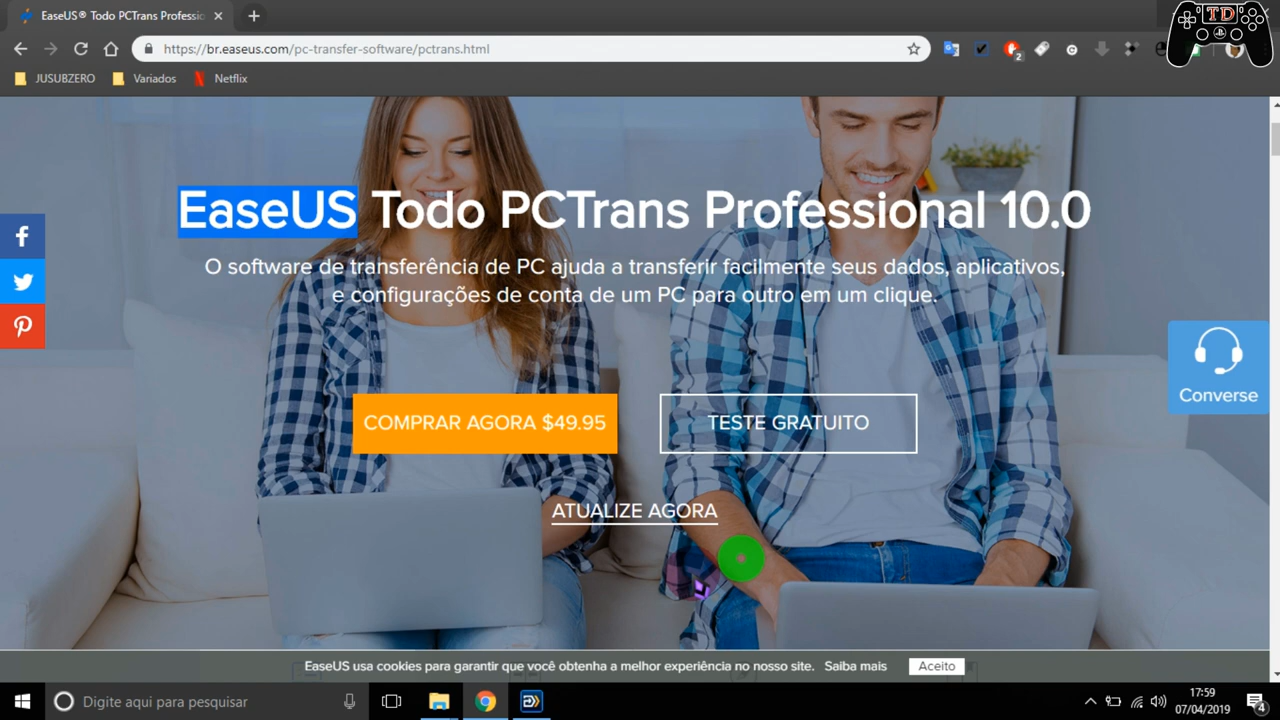 EaseUS® Todo PCTrans Professio
TD
https://br.easeus.com/pc-transfer-software/pctrans.html
2
JUSUBZERO
Variados
Netflix
EaseUS Todo PCTrans Professional 10.0
O software de transferência de PC ajuda a transferir facilmente seus dados, aplicativos,
e configurações de conta de um PC para outro em um clique.
Converse
COMPRAR AGORA $49.95
TESTE GRATUITO
ATUALIZE AGORA
EaseUS usa cookies para garantir que você obtenha a melhor experiência no nosso site. Saiba mais
Aceito
Digite aqui para pesquisar
17:59
07/04/2019
4